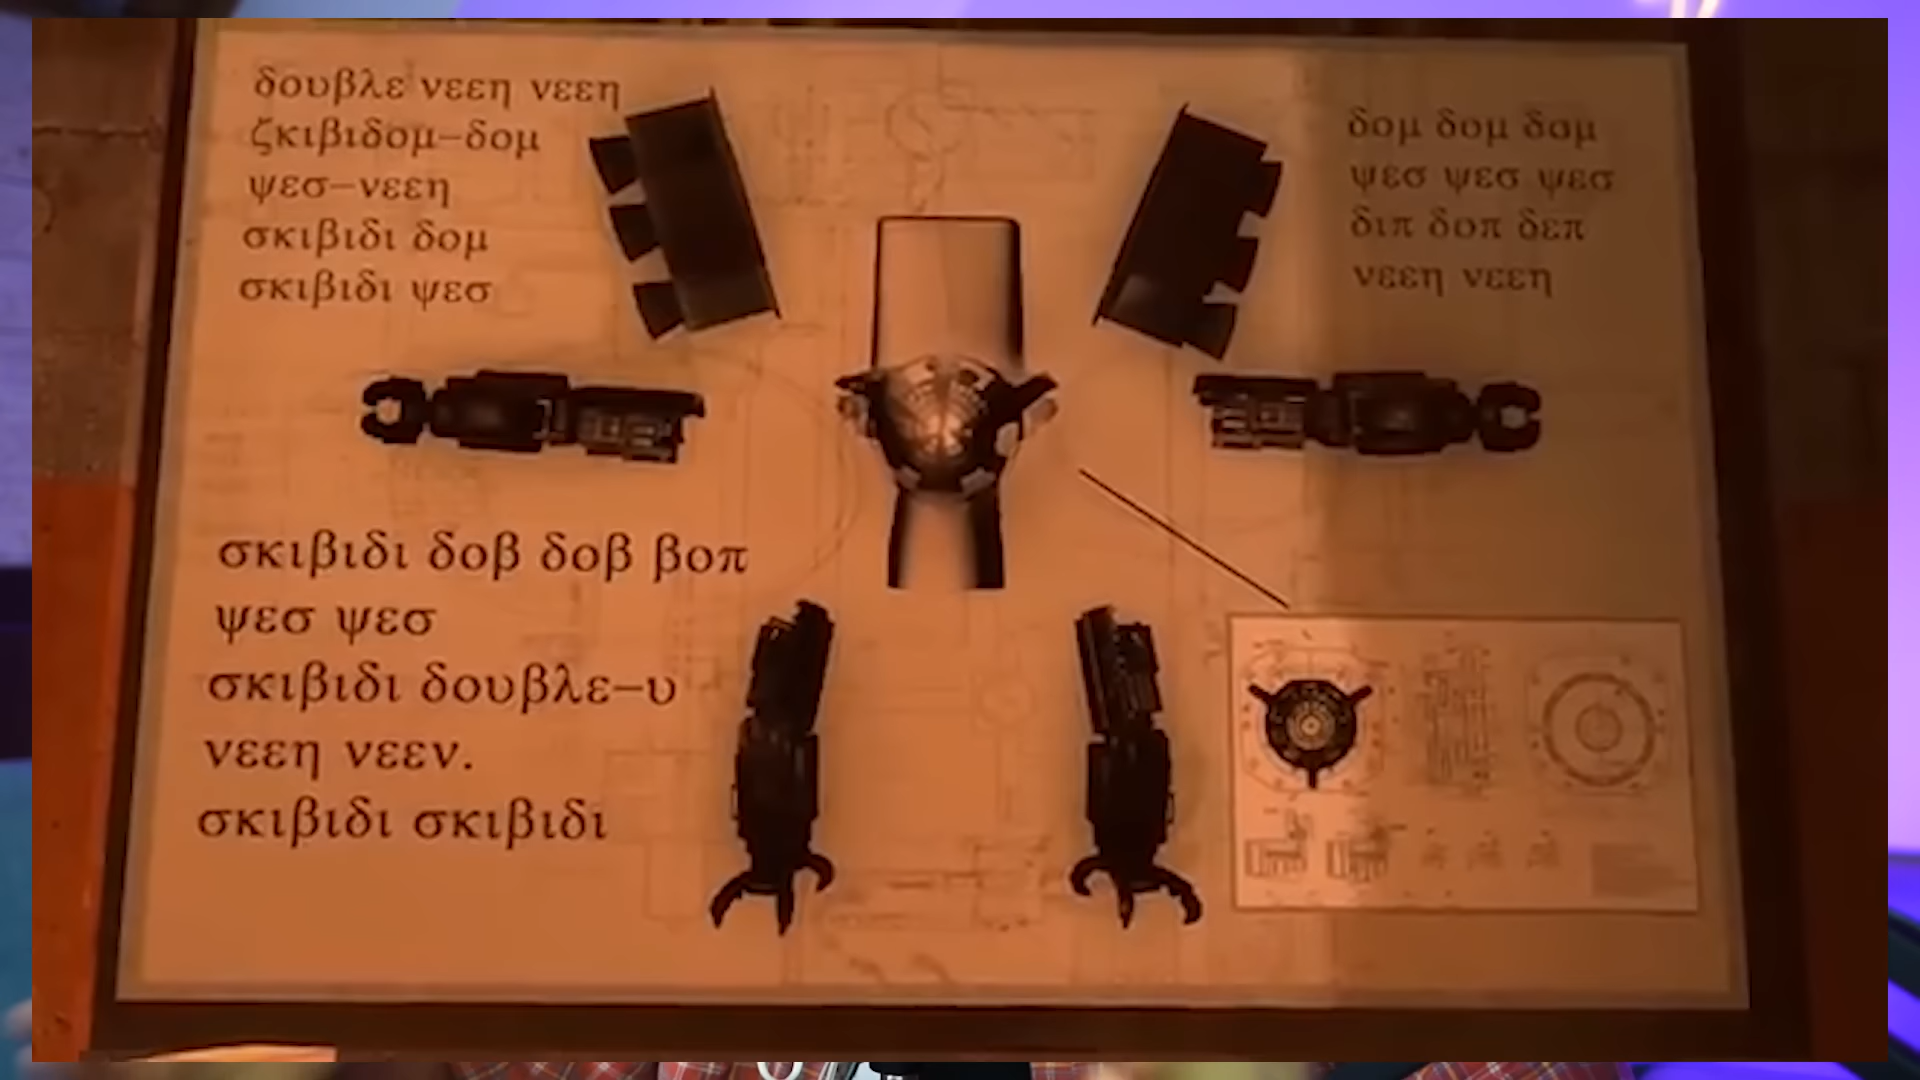 δουβλε νεεη νεεη
ζκιβιδομ–δομ
ψεσ–νεεη
σκιβιδι δομ
σκιβιδι ψεσ
δομ δομ δομ
ψεσ ψεσ ψεσ
διπ δοπ δεπ
νεεη νεεη
σκιβιδι δοβ δοβ βοπ
ψεσ ψεσ
σκιβιδι δουβλε–υ
νεεη νεεν.
σκιβιδι σκιβιδι